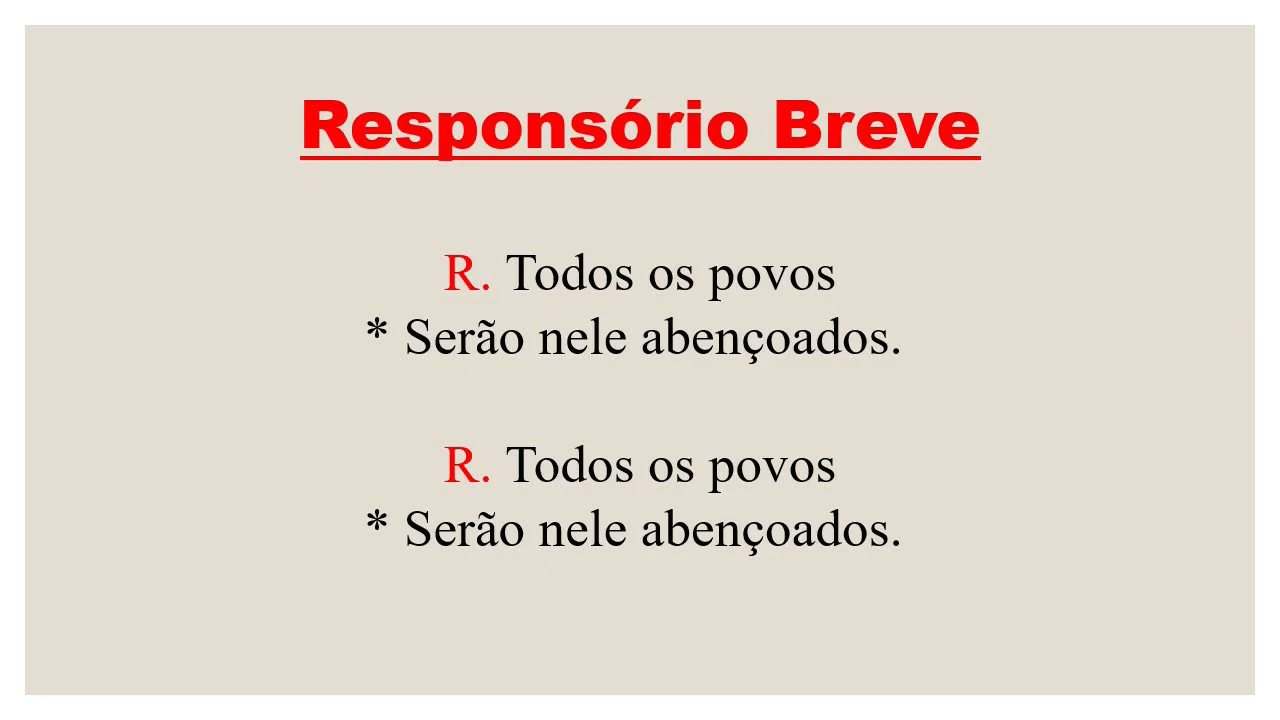 Responsório Breve
R. Todos os povos
* Serão nele abençoados.
R. Todos os povos
* Serão nele abençoados.